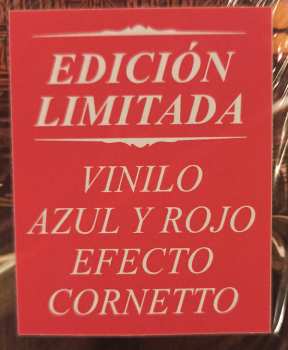 EDICIÓN
LIMITADA
VINILO
AZUL Y ROJO
EFECTO
CORNETTO